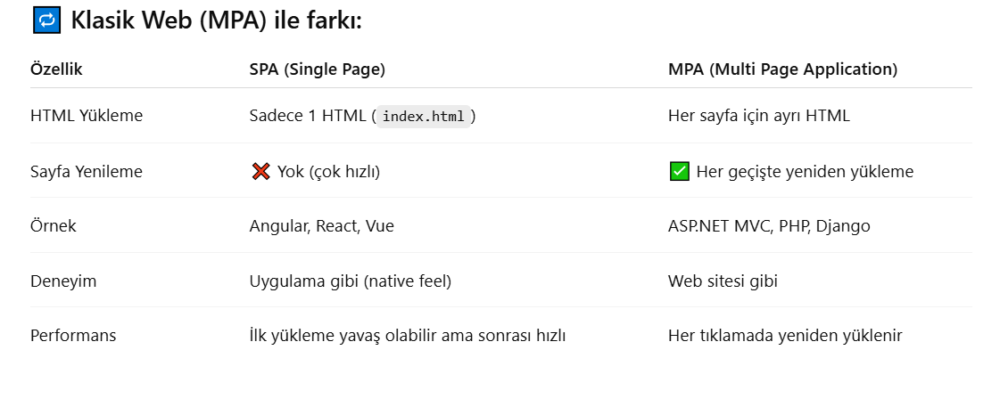 🔁 Klasik Web (MPA) ile farkı:
Özellik SPA (Single Page) MPA (Multi Page Application)
HTML Yükleme Sadece 1 HTML (index.html) Her sayfa için ayrı HTML
Sayfa Yenileme ❌ Yok (çok hızlı) ✅ Her geçişte yeniden yükleme
Örnek Angular, React, Vue ASP.NET MVC, PHP, Django
Deneyim Uygulama gibi (native feel) Web sitesi gibi
Performans İlk yükleme yavaş olabilir ama sonrası hızlı Her tıklamada yeniden yüklenir